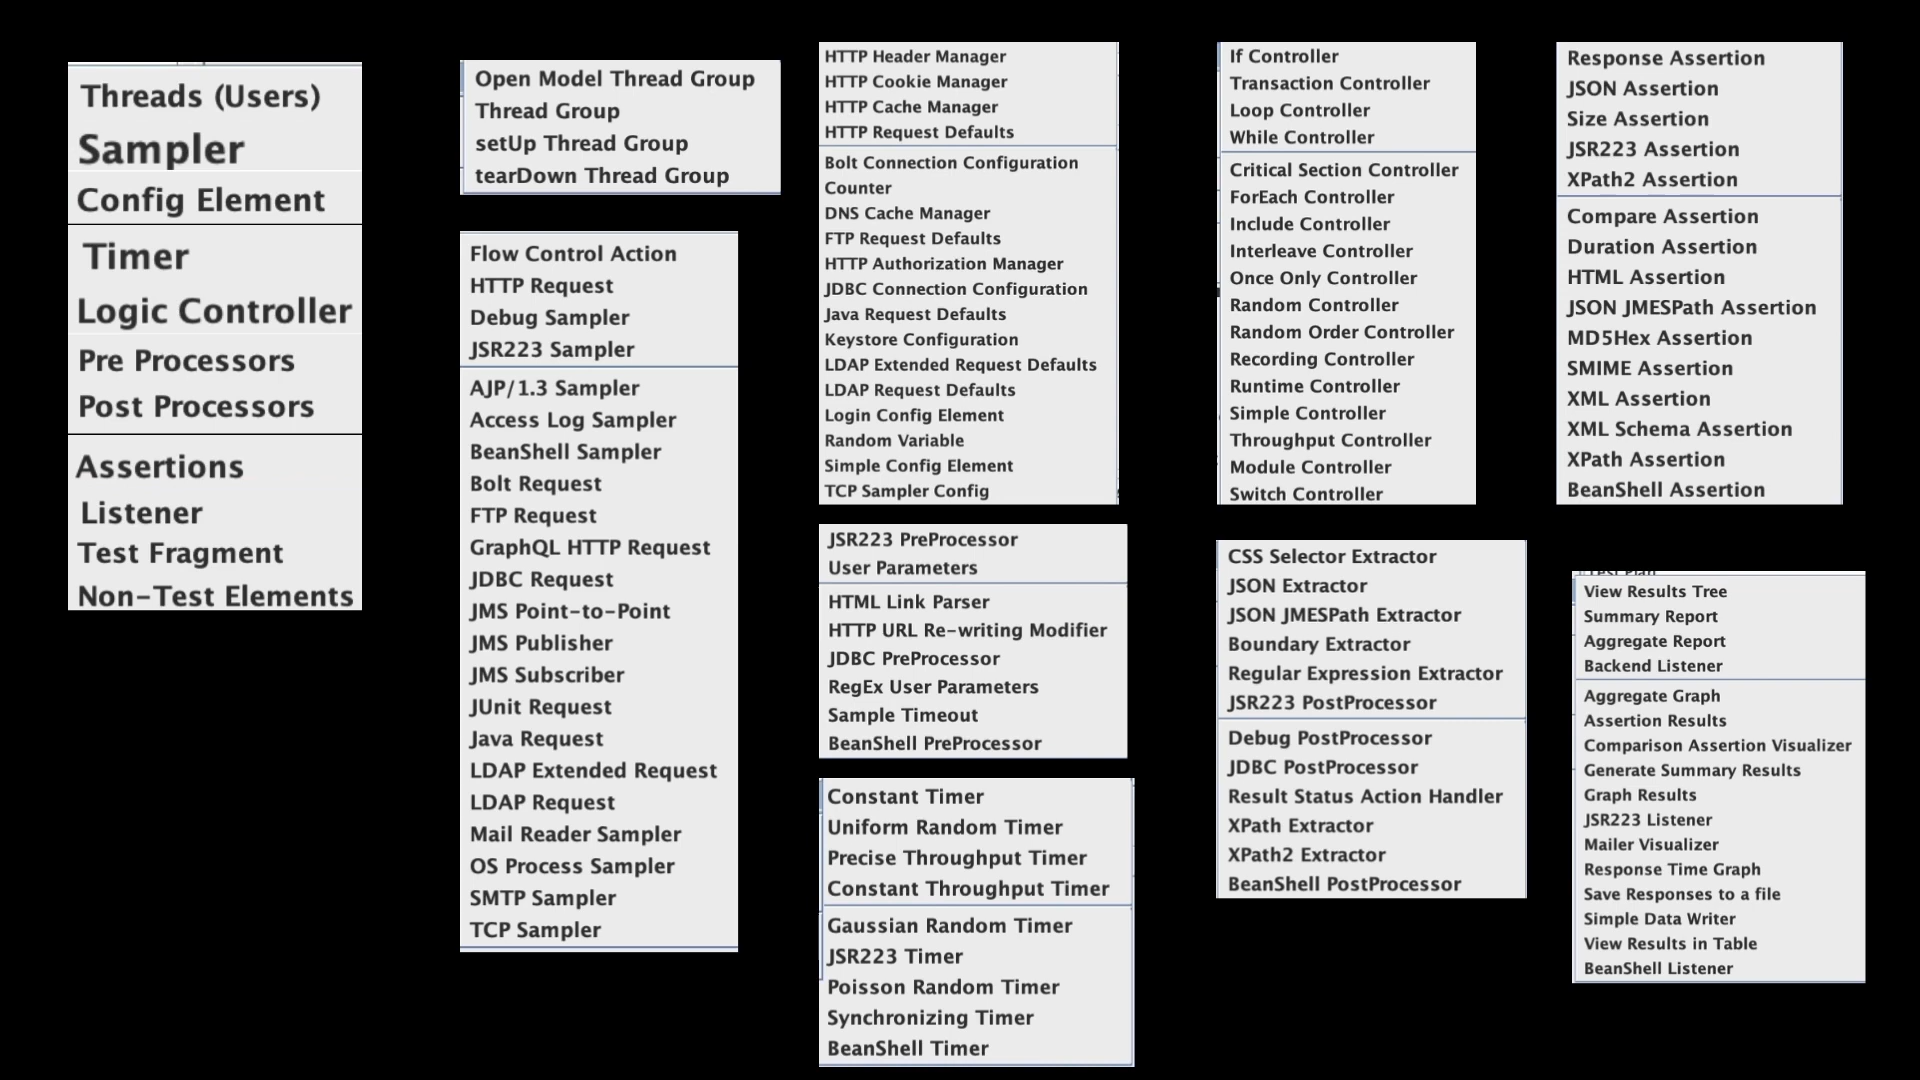 Threads (Users)
Sampler
Config Element
Timer
Logic Controller
Pre Processors
Post Processors
Assertions
Listener
Test Fragment
Non-Test Elements
Open Model Thread Group
Thread Group
setUp Thread Group
tearDown Thread Group
Flow Control Action
HTTP Request
Debug Sampler
JSR223 Sampler
AJP/1.3 Sampler
Access Log Sampler
BeanShell Sampler
Bolt Request
FTP Request
GraphQL HTTP Request
JDBC Request
JMS Point-to-Point
JMS Publisher
JMS Subscriber
JUnit Request
Java Request
LDAP Extended Request
LDAP Request
Mail Reader Sampler
OS Process Sampler
SMTP Sampler
TCP Sampler
HTTP Header Manager
HTTP Cookie Manager
HTTP Cache Manager
HTTP Request Defaults
Bolt Connection Configuration
Counter
DNS Cache Manager
FTP Request Defaults
HTTP Authorization Manager
JDBC Connection Configuration
Java Request Defaults
Keystore Configuration
LDAP Extended Request Defaults
LDAP Request Defaults
Login Config Element
Random Variable
Simple Config Element
TCP Sampler Config
JSR223 PreProcessor
User Parameters
HTML Link Parser
HTTP URL Re-writing Modifier
JDBC PreProcessor
RegEx User Parameters
Sample Timeout
BeanShell PreProcessor
Constant Timer
Uniform Random Timer
Precise Throughput Timer
Constant Throughput Timer
Gaussian Random Timer
JSR223 Timer
Poisson Random Timer
Synchronizing Timer
BeanShell Timer
If Controller
Transaction Controller
Loop Controller
While Controller
Critical Section Controller
ForEach Controller
Include Controller
Interleave Controller
Once Only Controller
Random Controller
Random Order Controller
Recording Controller
Runtime Controller
Simple Controller
Throughput Controller
Module Controller
Switch Controller
CSS Selector Extractor
JSON Extractor
JSON JMESPath Extractor
Boundary Extractor
Regular Expression Extractor
JSR223 PostProcessor
Debug PostProcessor
JDBC PostProcessor
Result Status Action Handler
XPath Extractor
XPath2 Extractor
BeanShell PostProcessor
Response Assertion
JSON Assertion
Size Assertion
JSR223 Assertion
XPath2 Assertion
Compare Assertion
Duration Assertion
HTML Assertion
JSON JMESPath Assertion
MD5Hex Assertion
SMIME Assertion
XML Assertion
XML Schema Assertion
XPath Assertion
BeanShell Assertion
View Results Tree
Summary Report
Aggregate Report
Backend Listener
Aggregate Graph
Assertion Results
Comparison Assertion Visualizer
Generate Summary Results
Graph Results
JSR223 Listener
Mailer Visualizer
Response Time Graph
Save Responses to a file
Simple Data Writer
View Results in Table
BeanShell Listener